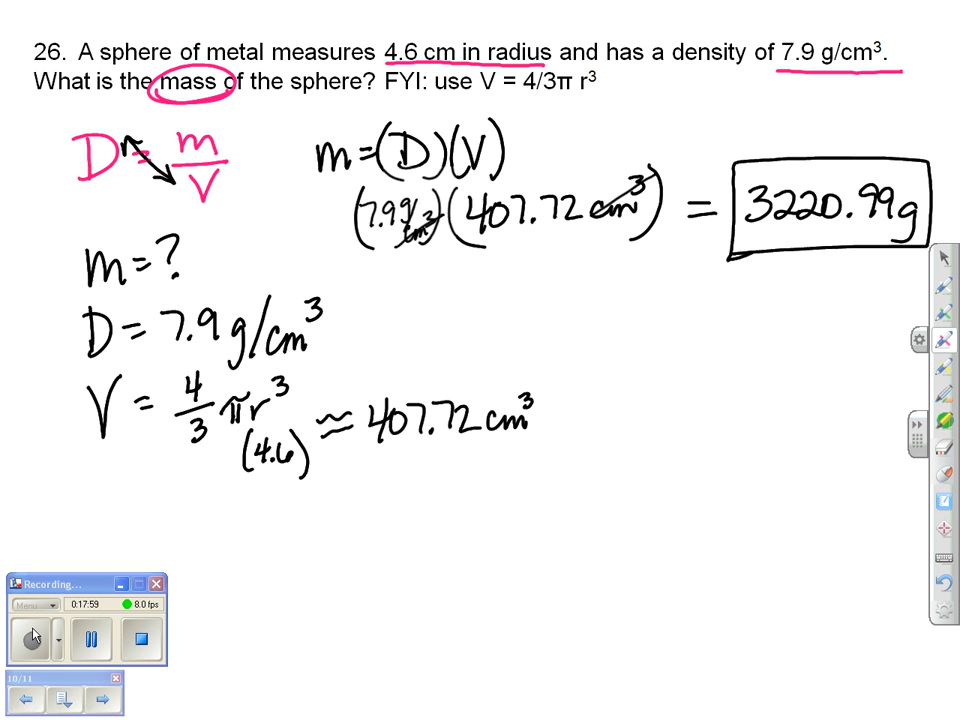 26. A sphere of metal measures 4.6 cm in radius and has a density of 7.9 g/cm³.
What is the mass of the sphere? FYI: use V = 4/3π r³
D = m/V
m = (D)(V)
(7.9 g/cm³)(407.72 cm³) = 3220.99g
m = ?
D = 7.9 g/cm³
V = 4/3 πr³ ≈ 407.72 cm³
(4.6)
Recording...
Menu 0:17:59 8.0 fps
10/11